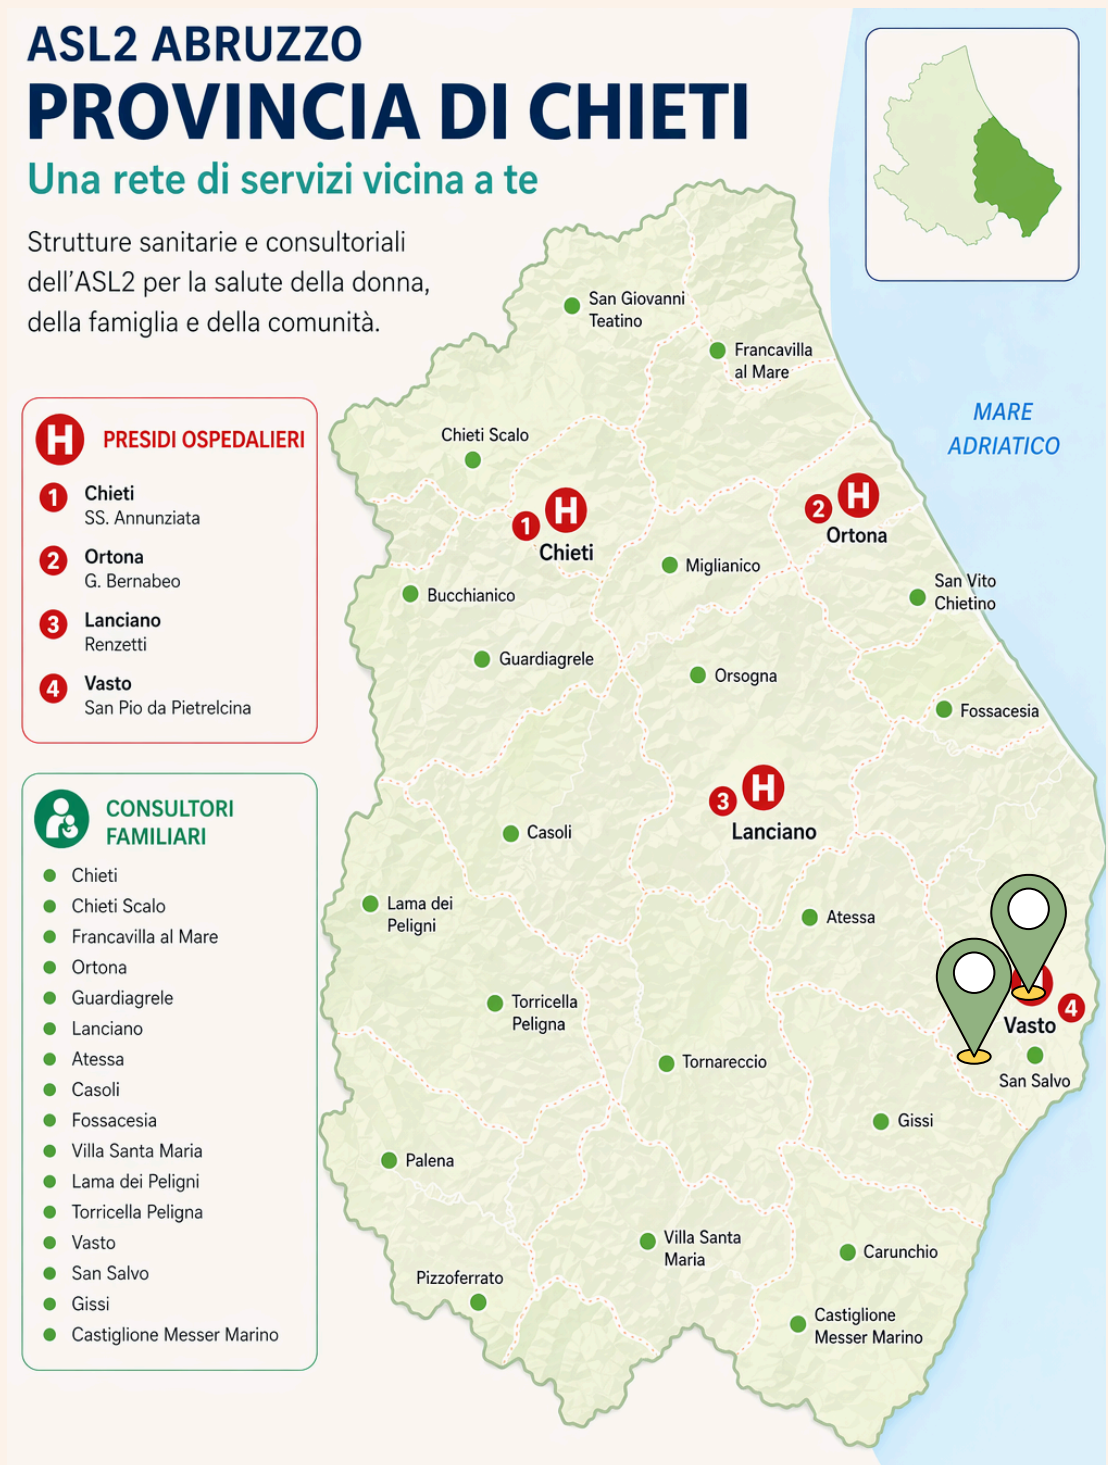 ASL2 ABRUZZO
PROVINCIA DI CHIETI
Una rete di servizi vicina a te
Strutture sanitarie e consultoriali
dell'ASL2 per la salute della donna,
della famiglia e della comunità.
H PRESIDI OSPEDALIERI
1 Chieti
SS. Annunziata
2 Ortona
G. Bernabeo
3 Lanciano
Renzetti
4 Vasto
San Pio da Pietrelcina
CONSULTORI
FAMILIARI
Chieti
Chieti Scalo
Francavilla al Mare
Ortona
Guardiagrele
Lanciano
Atessa
Casoli
Fossacesia
Villa Santa Maria
Lama dei Peligni
Torricella Peligna
Vasto
San Salvo
Gissi
Castiglione Messer Marino
San Giovanni
Teatino
Francavilla
al Mare
MARE
ADRIATICO
Chieti Scalo
1 H
Chieti
2 H
Ortona
Miglianico
San Vito
Chietino
Bucchianico
Guardiagrele
Orsogna
Fossacesia
3 H
Lanciano
Casoli
Lama dei
Peligni
Atessa
Torricella
Peligna
4
Vasto
Tornareccio
San Salvo
Gissi
Palena
Villa Santa
Maria
Carunchio
Pizzoferrato
Castiglione
Messer Marino